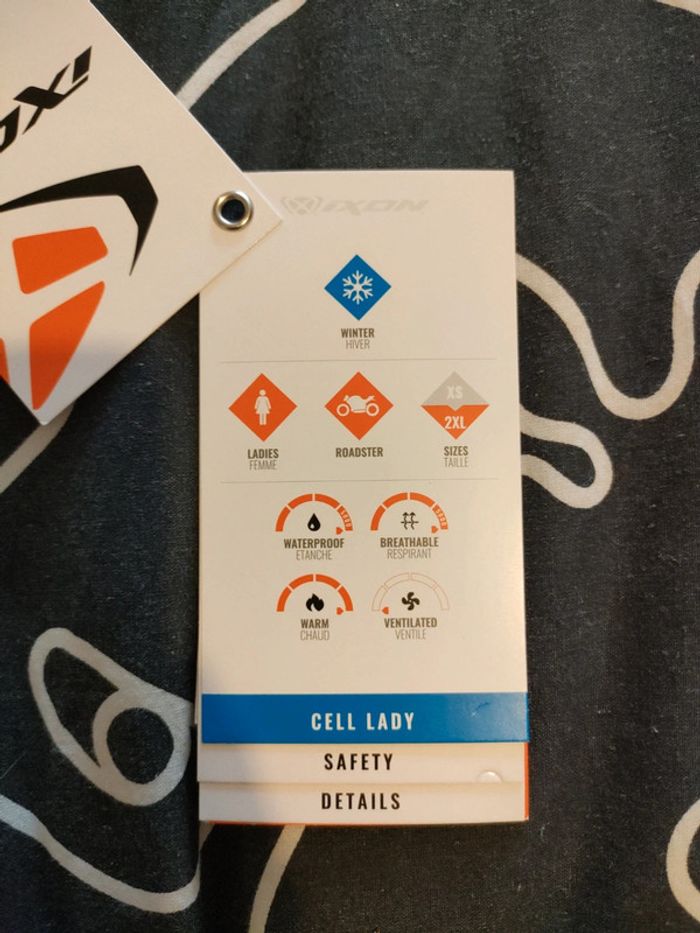 IXON
WINTER
HIVER
LADIES
FEMME
ROADSTER
XS
2XL
SIZES
TAILLE
WATERPROOF
ETANCHE
BREATHABLE
RESPIRANT
WARM
CHAUD
VENTILATED
VENTILE
CELL LADY
SAFETY
DETAILS